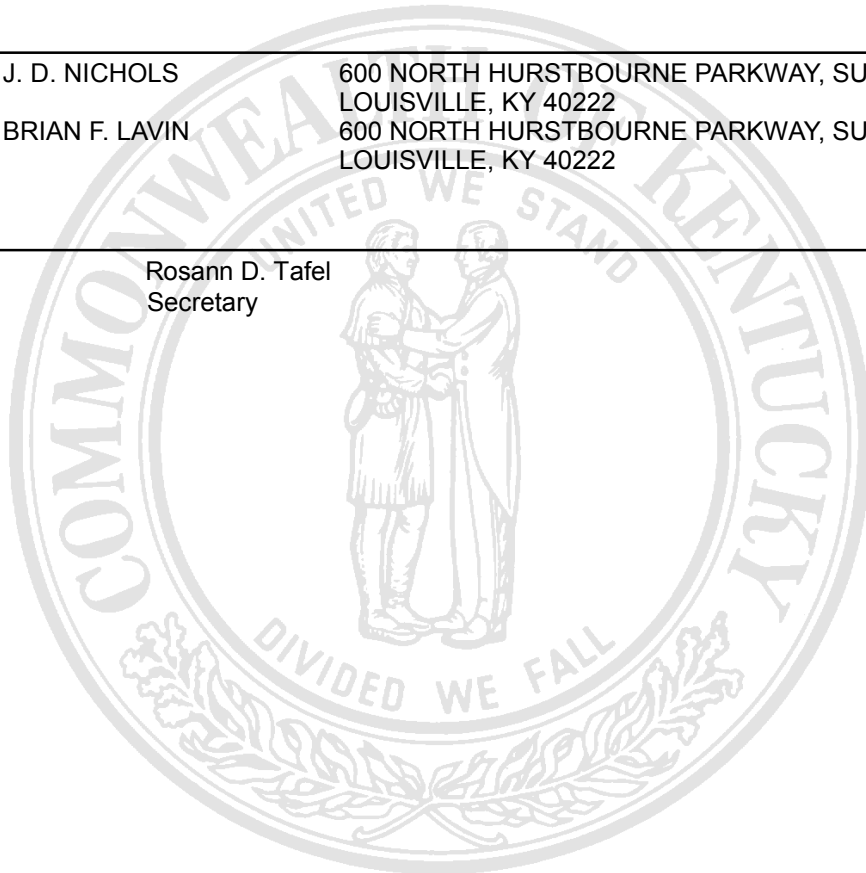 J. D. NICHOLS 600 NORTH HURSTBOURNE PARKWAY, SU
LOUISVILLE, KY 40222
BRIAN F. LAVIN 600 NORTH HURSTBOURNE PARKWAY, SU
LOUISVILLE, KY 40222
Rosann D. Tafel
Secretary
COMMONWEALTH OF KENTUCKY
UNITED WE STAND
DIVIDED WE FALL